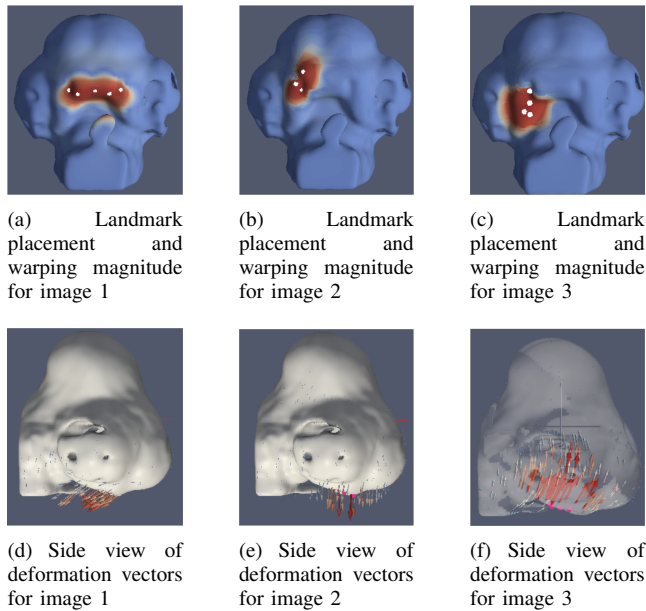 (a) Landmark
placement and
warping magnitude
for image 1
(b) Landmark
placement and
warping magnitude
for image 2
(c) Landmark
placement and
warping magnitude
for image 3
(d) Side view of
deformation vectors
for image 1
(e) Side view of
deformation vectors
for image 2
(f) Side view of
deformation vectors
for image 3